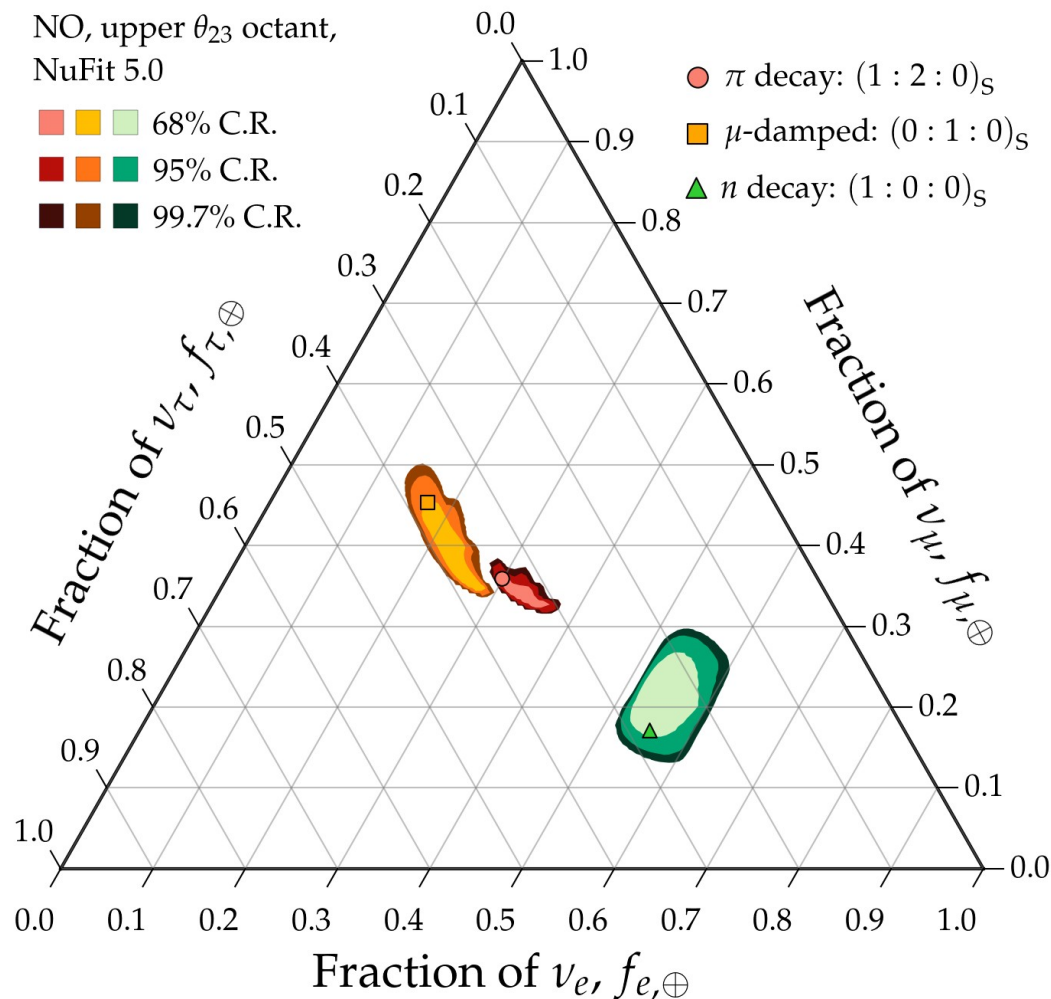 NO, upper θ₂₃ octant,
NuFit 5.0
68% C.R.
95% C.R.
99.7% C.R.
π decay: (1 : 2 : 0)S
μ-damped: (0 : 1 : 0)S
n decay: (1 : 0 : 0)S
0.0
0.1
0.2
0.3
0.4
0.5
0.6
0.7
0.8
0.9
1.0
Fraction of ντ, fτ,⊕
1.0
0.9
0.8
0.7
0.6
0.5
0.4
0.3
0.2
0.1
0.0
Fraction of νμ, fμ,⊕
0.0 0.1 0.2 0.3 0.4 0.5 0.6 0.7 0.8 0.9 1.0
Fraction of νe, fe,⊕